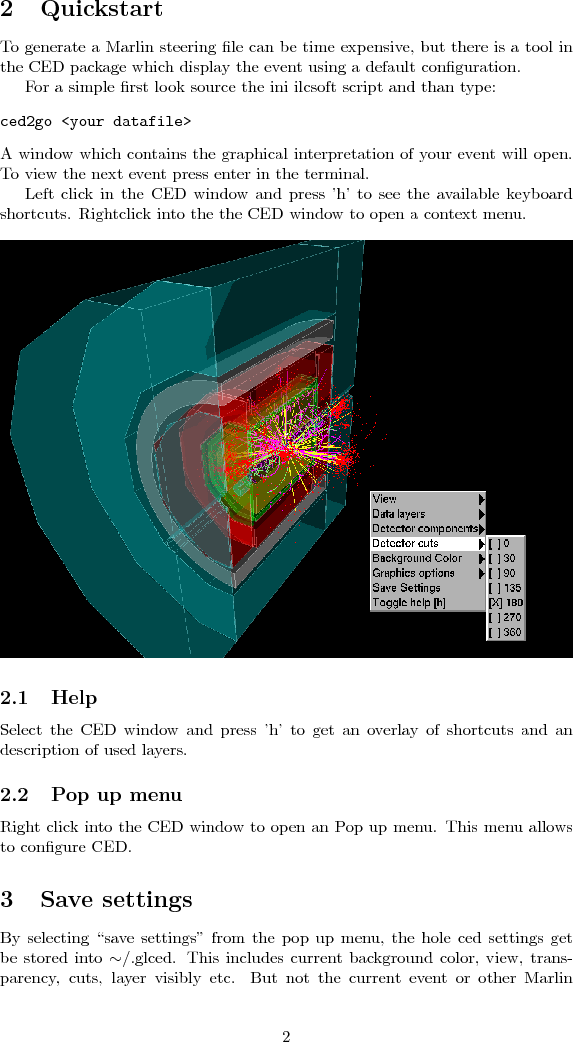 2 Quickstart
To generate a Marlin steering file can be time expensive, but there is a tool in
the CED package which display the event using a default configuration.
For a simple first look source the ini ilcsoft script and than type:
ced2go <your datafile>
A window which contains the graphical interpretation of your event will open.
To view the next event press enter in the terminal.
Left click in the CED window and press 'h' to see the available keyboard
shortcuts. Rightclick into the the CED window to open a context menu.
View
Data layers
Detector components
Detector cuts
Background Color
Graphics options
Save Settings
Toggle help [h]
[ ] 0
[ ] 30
[ ] 90
[ ] 135
[X] 180
[ ] 270
[ ] 360
2.1 Help
Select the CED window and press 'h' to get an overlay of shortcuts and an
description of used layers.
2.2 Pop up menu
Right click into the CED window to open an Pop up menu. This menu allows
to configure CED.
3 Save settings
By selecting “save settings” from the pop up menu, the hole ced settings get
be stored into ∼/.glced. This includes current background color, view, trans-
parency, cuts, layer visibly etc. But not the current event or other Marlin
2